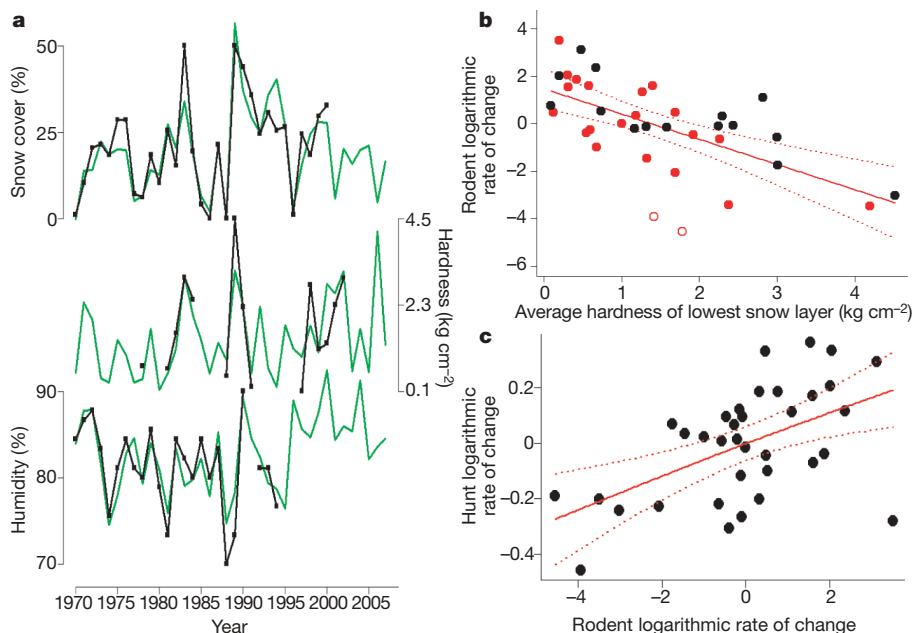 a
Snow cover (%)
50
25
0
4.5
2.3
0.1
Hardness (kg cm–2)
Humidity (%)
90
80
70
1970 1975 1980 1985 1990 1995 2000 2005
Year
b
Rodent logarithmic
rate of change
4
2
0
−2
−4
−6
0 1 2 3 4
Average hardness of lowest snow layer (kg cm–2)
c
Hunt logarithmic
rate of change
0.2
0
−0.2
−0.4
−4 −2 0 2
Rodent logarithmic rate of change